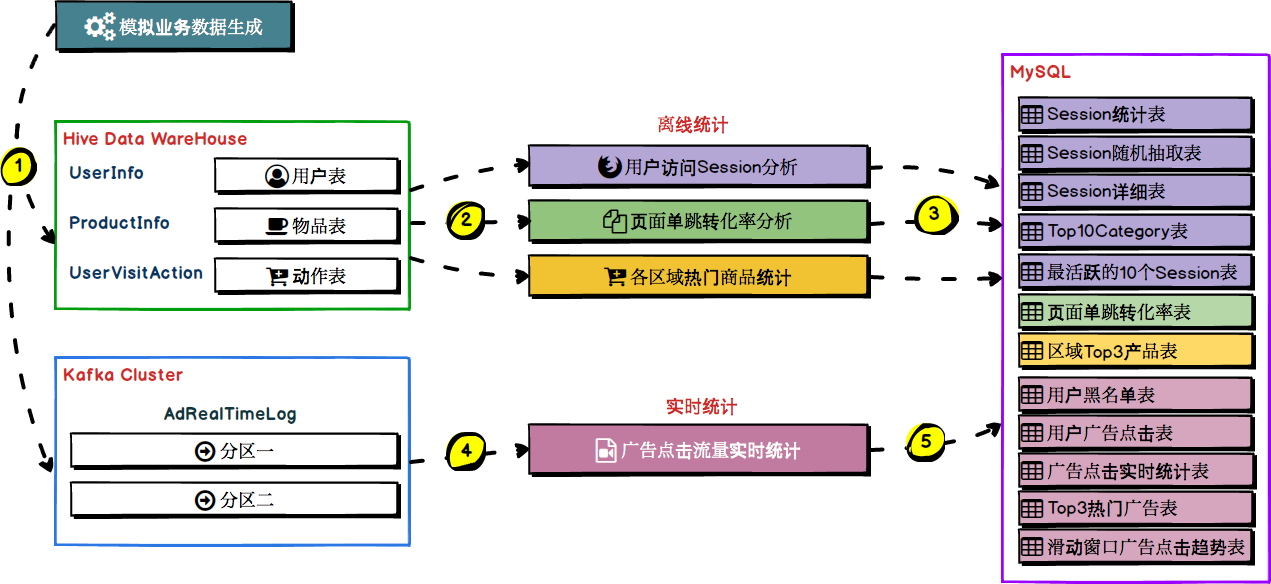 模拟业务数据生成
1
Hive Data WareHouse
UserInfo
用户表
ProductInfo
物品表
UserVisitAction
动作表
Kafka Cluster
AdRealTimeLog
分区一
分区二
2
4
离线统计
用户访问Session分析
页面单跳转化率分析
各区域热门商品统计
实时统计
广告点击流量实时统计
3
5
MySQL
Session统计表
Session随机抽取表
Session详细表
Top10Category表
最活跃的10个Session表
页面单跳转化率表
区域Top3产品表
用户黑名单表
用户广告点击表
广告点击实时统计表
Top3热门广告表
滑动窗口广告点击趋势表